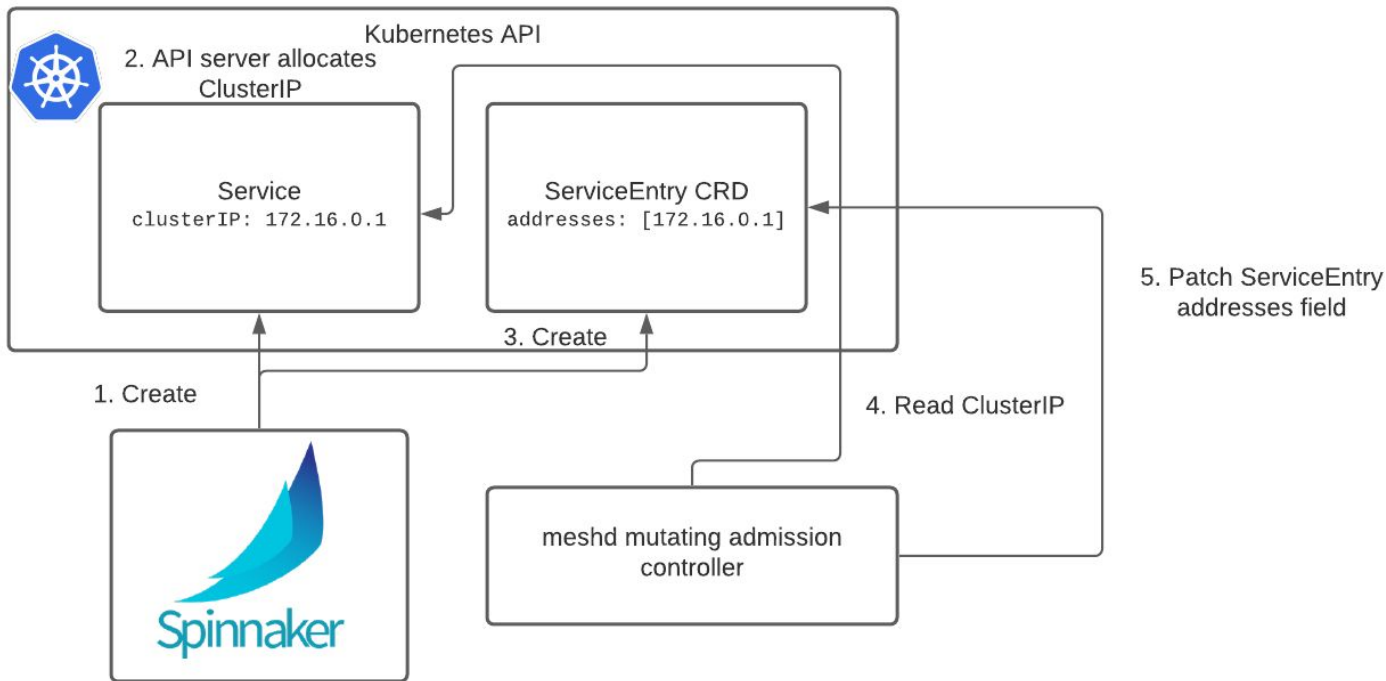 Kubernetes API
2. API server allocates
ClusterIP
Service
clusterIP: 172.16.0.1
ServiceEntry CRD
addresses: [172.16.0.1]
5. Patch ServiceEntry
addresses field
3. Create
1. Create
4. Read ClusterIP
meshd mutating admission
controller
Spinnaker